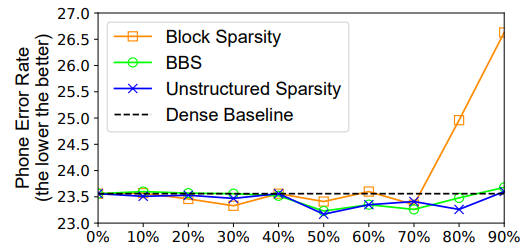 Phone Error Rate
(the lower the better)
27.0
26.5
26.0
25.5
25.0
24.5
24.0
23.5
23.0
Block Sparsity
BBS
Unstructured Sparsity
Dense Baseline
0% 10% 20% 30% 40% 50% 60% 70% 80% 90%